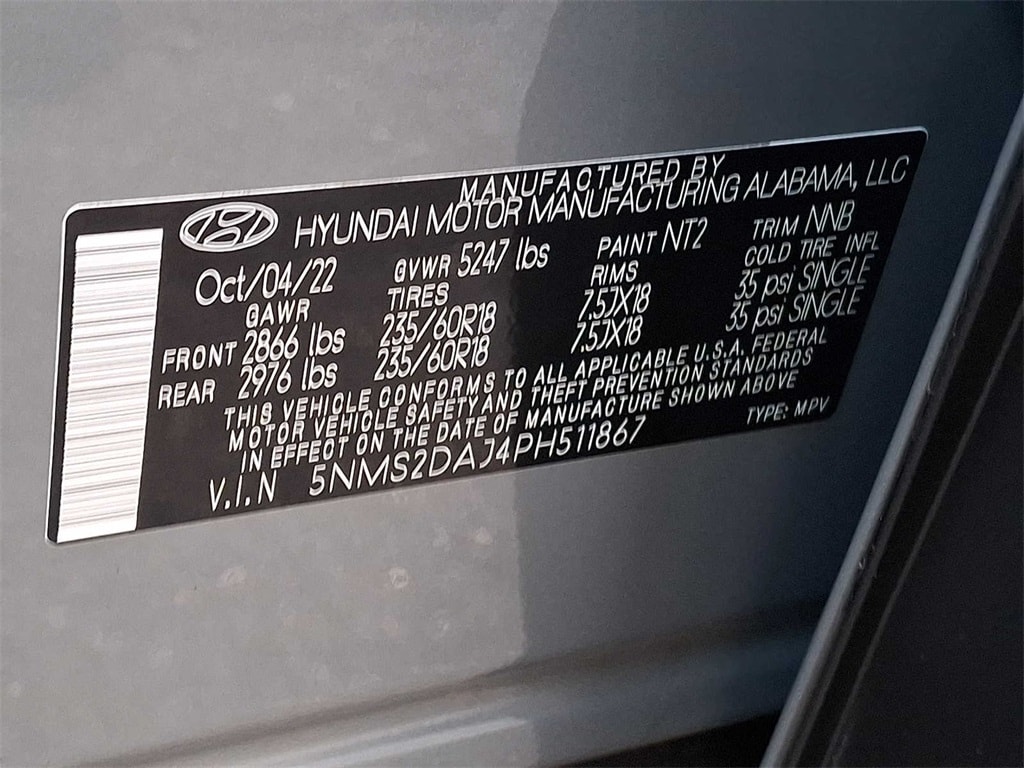 MANUFACTURED BY
HYUNDAI MOTOR MANUFACTURING ALABAMA, LLC
Oct/04/22 GVWR 5247 lbs PAINT NT2 TRIM NNB
GAWR TIRES RIMS COLD TIRE INFL
FRONT 2866 lbs 235/60R18 7.5JX18 35 psi SINGLE
REAR 2976 lbs 235/60R18 7.5JX18 35 psi SINGLE
THIS VEHICLE CONFORMS TO ALL APPLICABLE U.S.A. FEDERAL
MOTOR VEHICLE SAFETY AND THEFT PREVENTION STANDARDS
IN EFFECT ON THE DATE OF MANUFACTURE SHOWN ABOVE
V.I.N 5NMS2DAJ4PH511867 TYPE: MPV